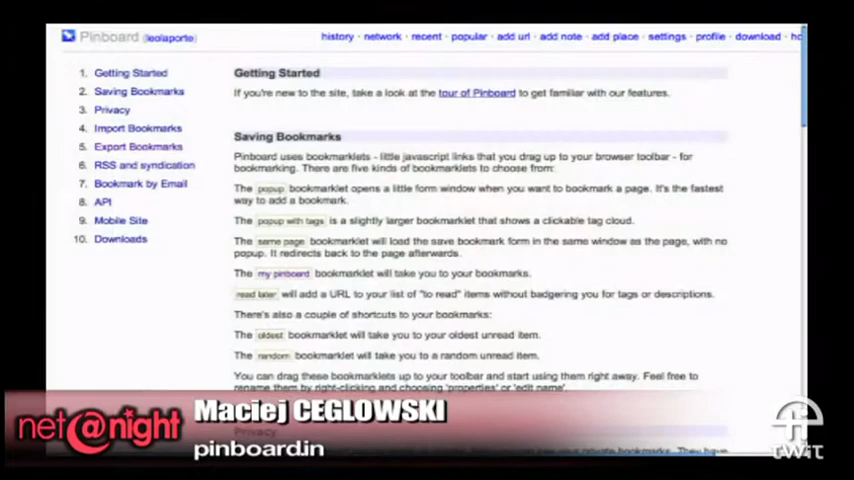 Pinboard (leolaporte)
history · network · recent · popular · add url · add note · add place · settings · profile · download · ho
1. Getting Started
2. Saving Bookmarks
3. Privacy
4. Import Bookmarks
5. Export Bookmarks
6. RSS and syndication
7. Bookmark by Email
8. API
9. Mobile Site
10. Downloads
Getting Started
If you're new to the site, take a look at the tour of Pinboard to get familiar with our features.
Saving Bookmarks
Pinboard uses bookmarklets - little javascript links that you drag up to your browser toolbar - for
bookmarking. There are five kinds of bookmarklets to choose from:
The popup bookmarklet opens a little form window when you want to bookmark a page. It's the fastest
way to add a bookmark.
The popup with tags is a slightly larger bookmarklet that shows a clickable tag cloud.
The same page bookmarklet will load the save bookmark form in the same window as the page, with no
popup. It redirects back to the page afterwards.
The my pinboard bookmarklet will take you to your bookmarks.
read later will add a URL to your list of "to read" items without badgering you for tags or descriptions.
There's also a couple of shortcuts to your bookmarks:
The oldest bookmarklet will take you to your oldest unread item.
The random bookmarklet will take you to a random unread item.
You can drag these bookmarklets up to your toolbar and start using them right away. Feel free to
rename them by right-clicking and choosing 'properties' or 'edit name'.
Privacy
private bookmarks. They have
net@night
Maciej CEGLOWSKI
pinboard.in
TWiT